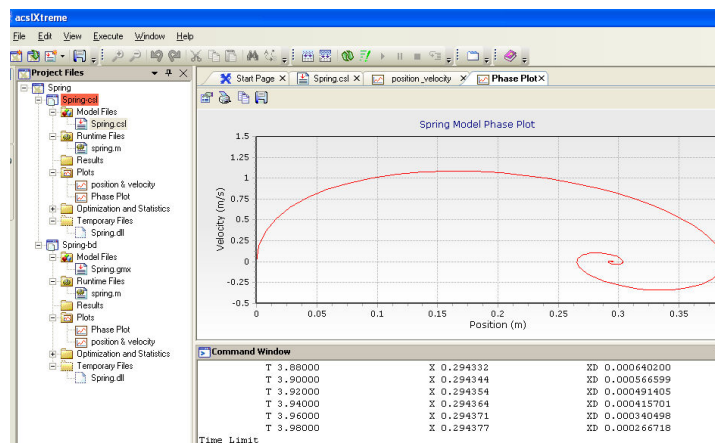 acslXtreme
File Edit View Execute Window Help
Project Files
Spring
Spring-csl
Model Files
Spring.csl
Runtime Files
spring.m
Results
Plots
position & velocity
Phase Plot
Optimization and Statistics
Temporary Files
Spring.dll
Spring-bd
Model Files
Spring.gmx
Runtime Files
spring.m
Results
Plots
Phase Plot
position & velocity
Optimization and Statistics
Temporary Files
Spring.dll
Start Page Spring.csl position_velocity Phase Plot
Spring Model Phase Plot
Velocity (m/s)
1.5
1.25
1
0.75
0.5
0.25
0
-0.25
-0.5
0 0.05 0.1 0.15 0.2 0.25 0.3 0.35
Position (m)
Command Window
T 3.88000 X 0.294332 XD 0.000640200
T 3.90000 X 0.294344 XD 0.000566599
T 3.92000 X 0.294354 XD 0.000491405
T 3.94000 X 0.294364 XD 0.000415701
T 3.96000 X 0.294371 XD 0.000340498
T 3.98000 X 0.294377 XD 0.000266718
Time Limit